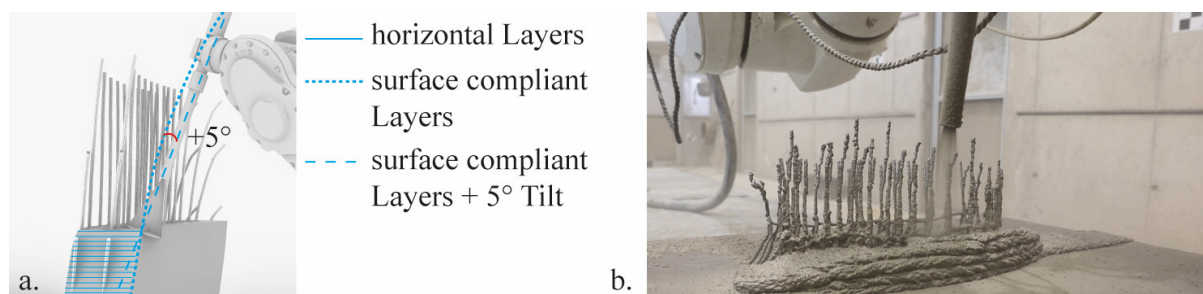 horizontal Layers
surface compliant
Layers
+5°
surface compliant
Layers + 5° Tilt
a.
b.